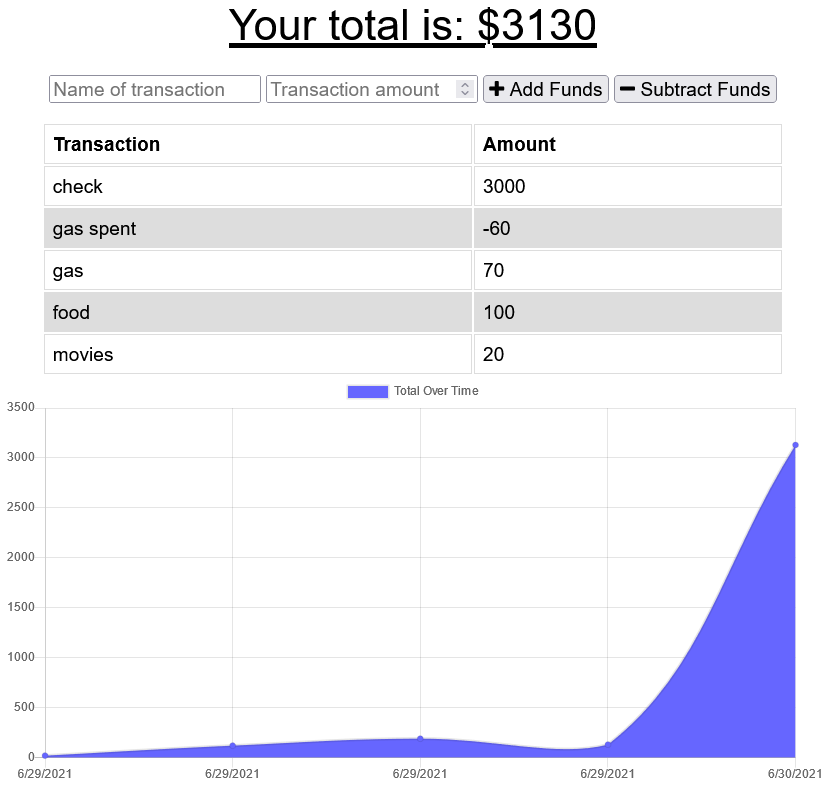 Your total is: $3130
Name of transaction Transaction amount Add Funds Subtract Funds
Transaction Amount
check 3000
gas spent -60
gas 70
food 100
movies 20
Total Over Time
3500
3000
2500
2000
1500
1000
500
0
6/29/2021 6/29/2021 6/29/2021 6/29/2021 6/30/2021